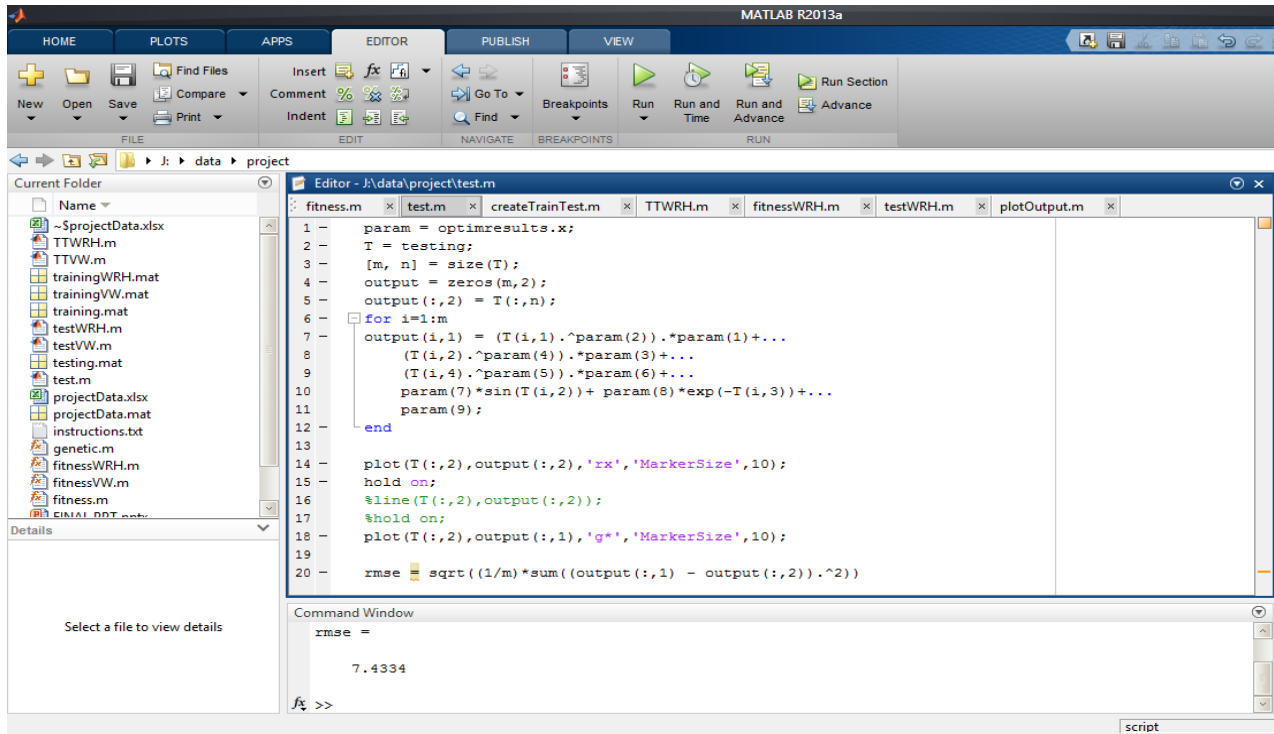 MATLAB R2013a
HOME PLOTS APPS EDITOR PUBLISH VIEW
New Open Save
Find Files
Compare
Print
FILE
Insert fx
Comment
Indent
EDIT
Go To
Find
NAVIGATE
Breakpoints
BREAKPOINTS
Run
Run and Time
Run and Advance
Run Section
Advance
RUN
J: data project
Current Folder
Name
~$projectData.xlsx
TTWRH.m
TTVW.m
trainingWRH.mat
trainingVW.mat
training.mat
testWRH.m
testVW.m
testing.mat
test.m
projectData.xlsx
projectData.mat
instructions.txt
genetic.m
fitnessWRH.m
fitnessVW.m
fitness.m
FINAL PPT.pptx
Details
Select a file to view details
Editor - J:\data\project\test.m
fitness.m test.m createTrainTest.m TTWRH.m fitnessWRH.m testWRH.m plotOutput.m
1 – param = optimresults.x;
2 – T = testing;
3 – [m, n] = size(T);
4 – output = zeros(m,2);
5 – output(:,2) = T(:,n);
6 – for i=1:m
7 – output(i,1) = (T(i,1).^param(2)).*param(1)+...
8 (T(i,2).^param(4)).*param(3)+...
9 (T(i,4).^param(5)).*param(6)+...
10 param(7)*sin(T(i,2))+ param(8)*exp(-T(i,3))+...
11 param(9);
12 – end
13
14 – plot(T(:,2),output(:,2),'rx','MarkerSize',10);
15 – hold on;
16 %line(T(:,2),output(:,2));
17 %hold on;
18 – plot(T(:,2),output(:,1),'g*','MarkerSize',10);
19
20 – rmse = sqrt((1/m)*sum((output(:,1) - output(:,2)).^2))
Command Window
rmse =
7.4334
fx >>
script